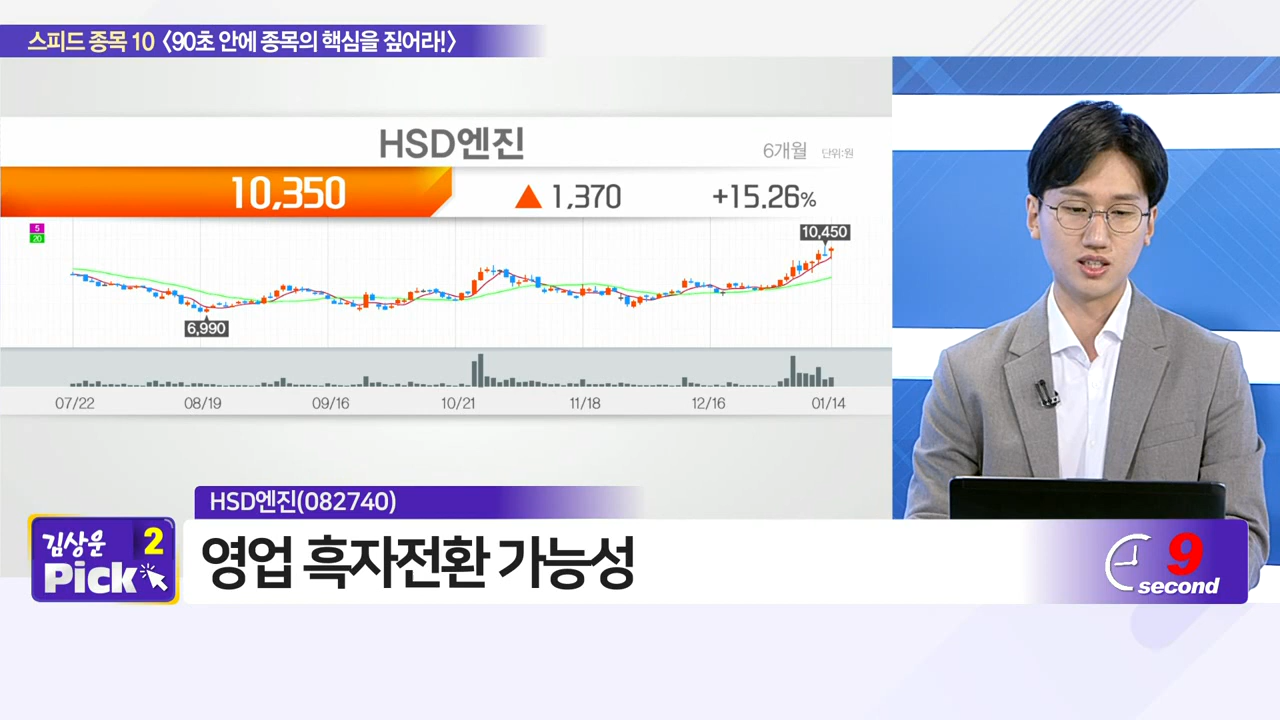 스피드 종목 10 <90초 안에 종목의 핵심을 짚어라!>
HSD엔진
6개월 단위:원
10,350 ▲ 1,370 +15.26%
5
20
10,450
6,990
07/22 08/19 09/16 10/21 11/18 12/16 01/14
HSD엔진(082740)
김상운 2
Pick
영업 흑자전환 가능성
9
second